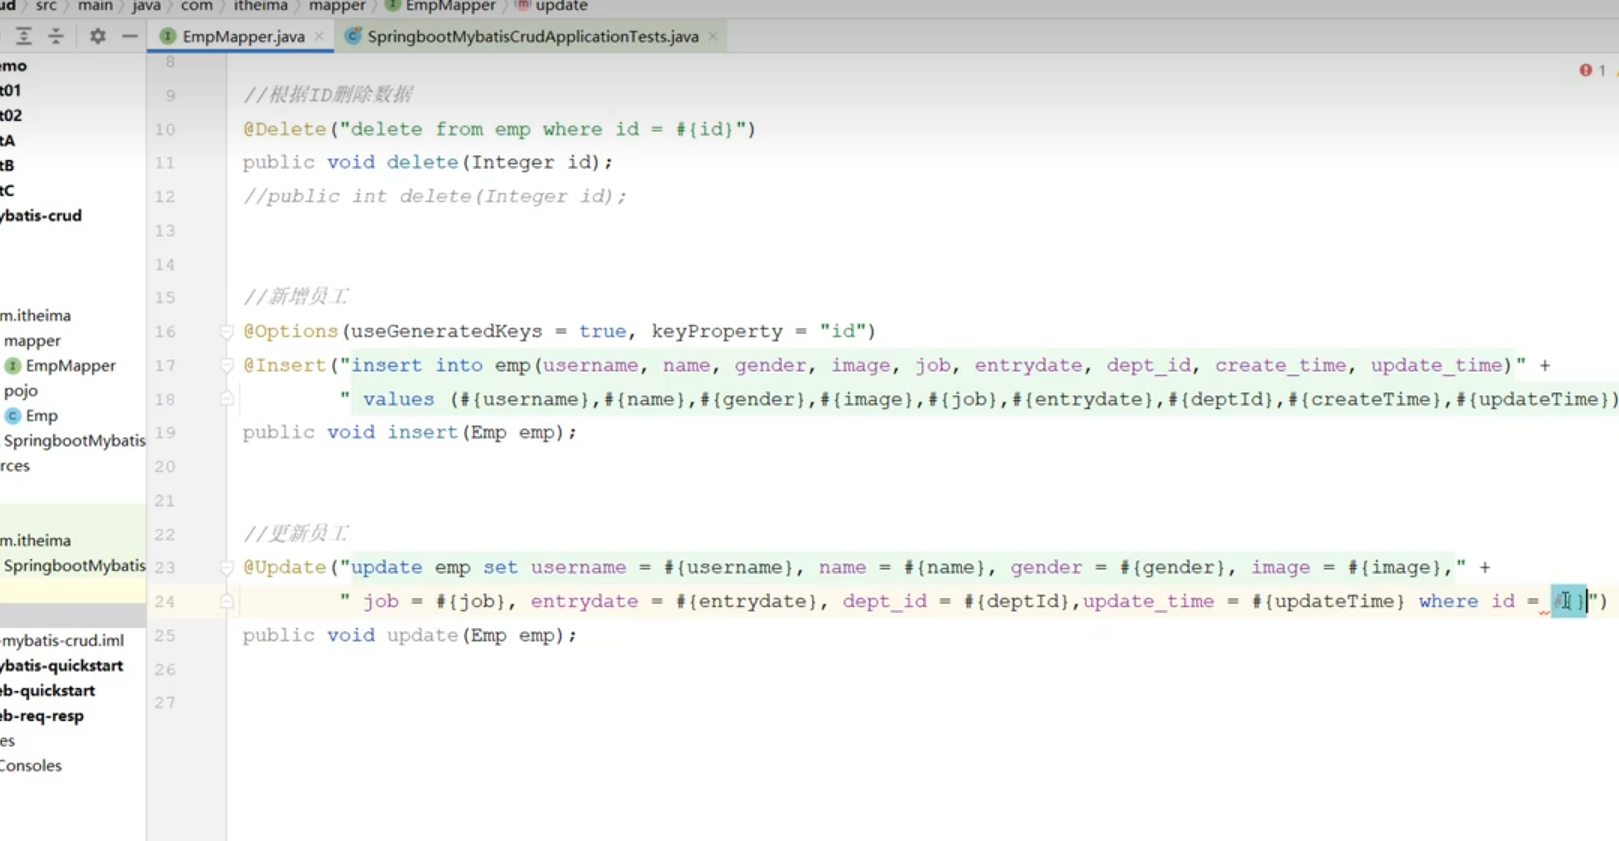 ud > src > main > java > com > itheima > mapper > EmpMapper > update
EmpMapper.java × SpringbootMybatisCrudApplicationTests.java ×
emo
t01
t02
tA
tB
tC
ybatis-crud
m.itheima
mapper
EmpMapper
pojo
Emp
SpringbootMybatis
rces
m.itheima
SpringbootMybatis
-mybatis-crud.iml
ybatis-quickstart
eb-quickstart
eb-req-resp
es
Consoles
1
8
9 //根据ID删除数据
10 @Delete("delete from emp where id = #{id}")
11 public void delete(Integer id);
12 //public int delete(Integer id);
13
14
15 //新增员工
16 @Options(useGeneratedKeys = true, keyProperty = "id")
17 @Insert("insert into emp(username, name, gender, image, job, entrydate, dept_id, create_time, update_time)" +
18 " values (#{username},#{name},#{gender},#{image},#{job},#{entrydate},#{deptId},#{createTime},#{updateTime})
19 public void insert(Emp emp);
20
21
22 //更新员工
23 @Update("update emp set username = #{username}, name = #{name}, gender = #{gender}, image = #{image}," +
24 " job = #{job}, entrydate = #{entrydate}, dept_id = #{deptId},update_time = #{updateTime} where id = #{}")
25 public void update(Emp emp);
26
27